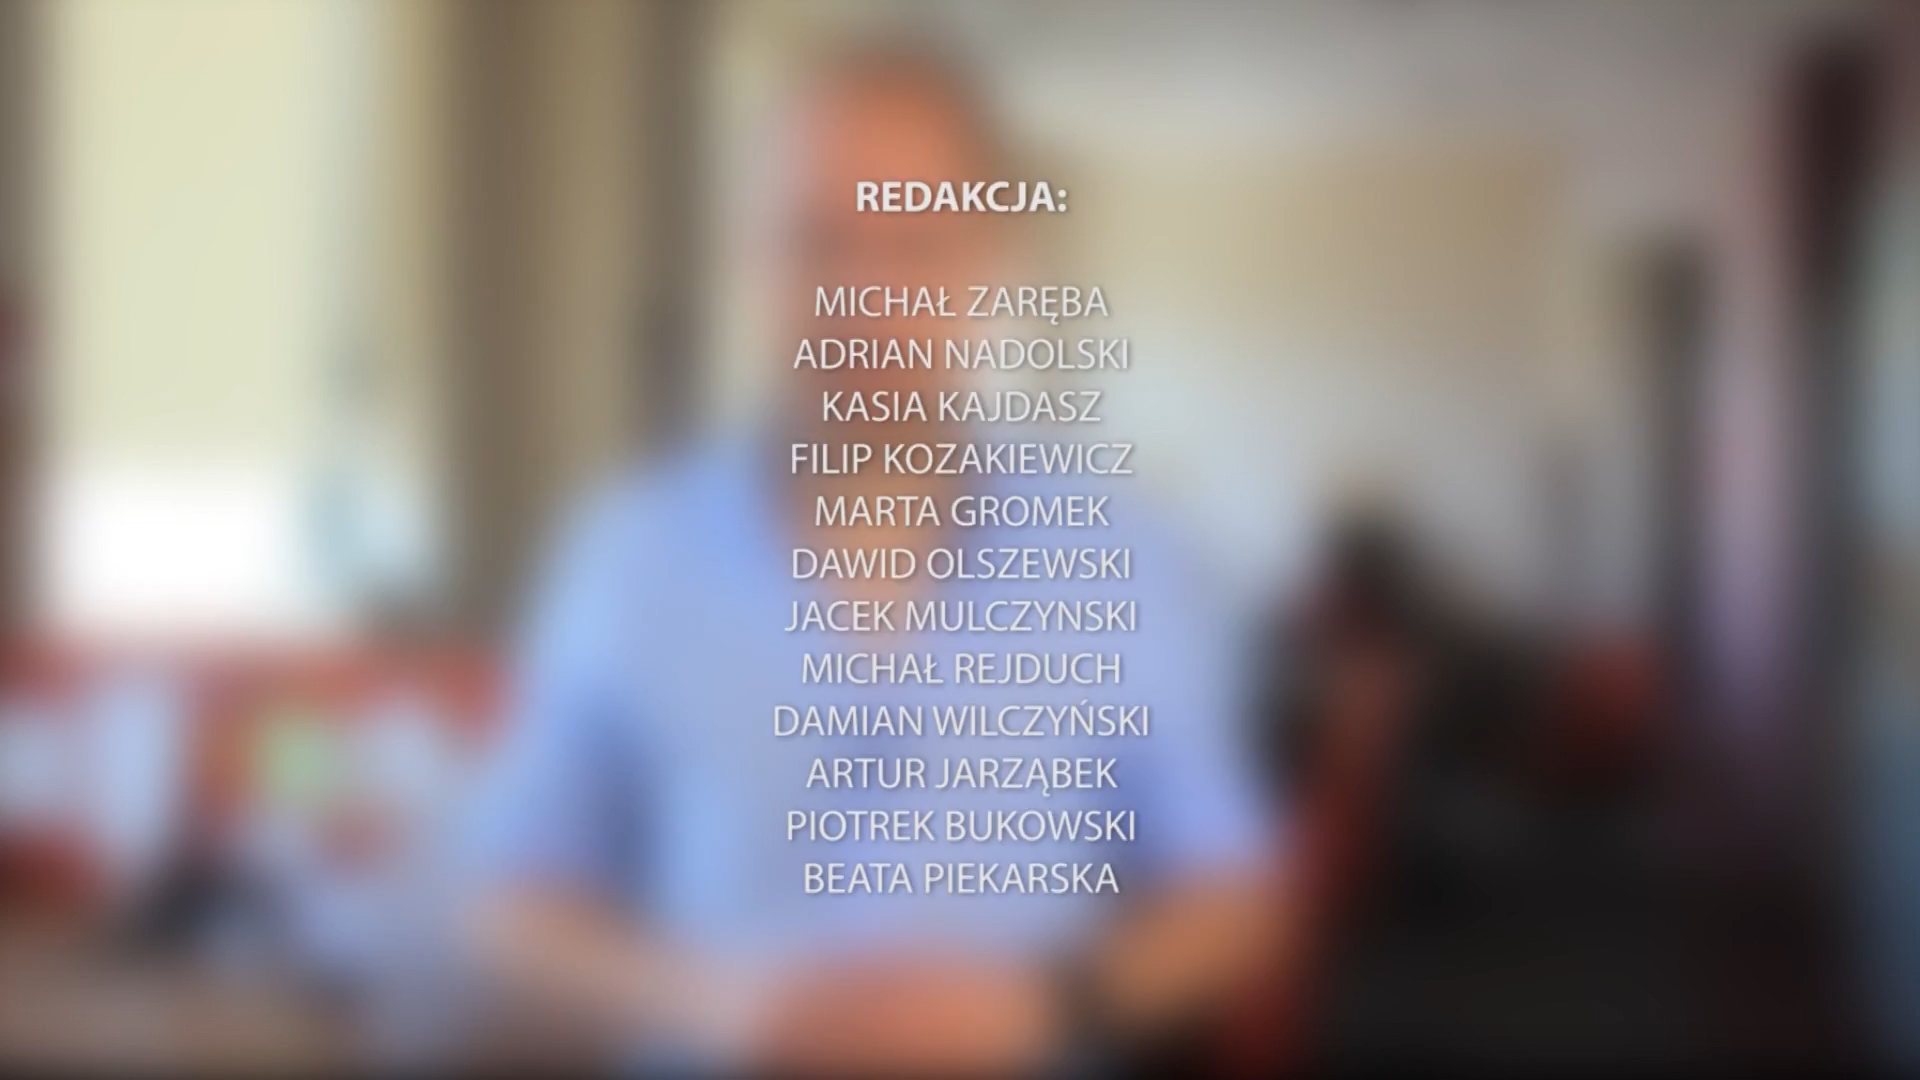 REDAKCJA:
MICHAŁ ZARĘBA
ADRIAN NADOLSKI
KASIA KAJDASZ
FILIP KOZAKIEWICZ
MARTA GROMEK
DAWID OLSZEWSKI
JACEK MULCZYNSKI
MICHAŁ REJDUCH
DAMIAN WILCZYŃSKI
ARTUR JARZĄBEK
PIOTREK BUKOWSKI
BEATA PIEKARSKA